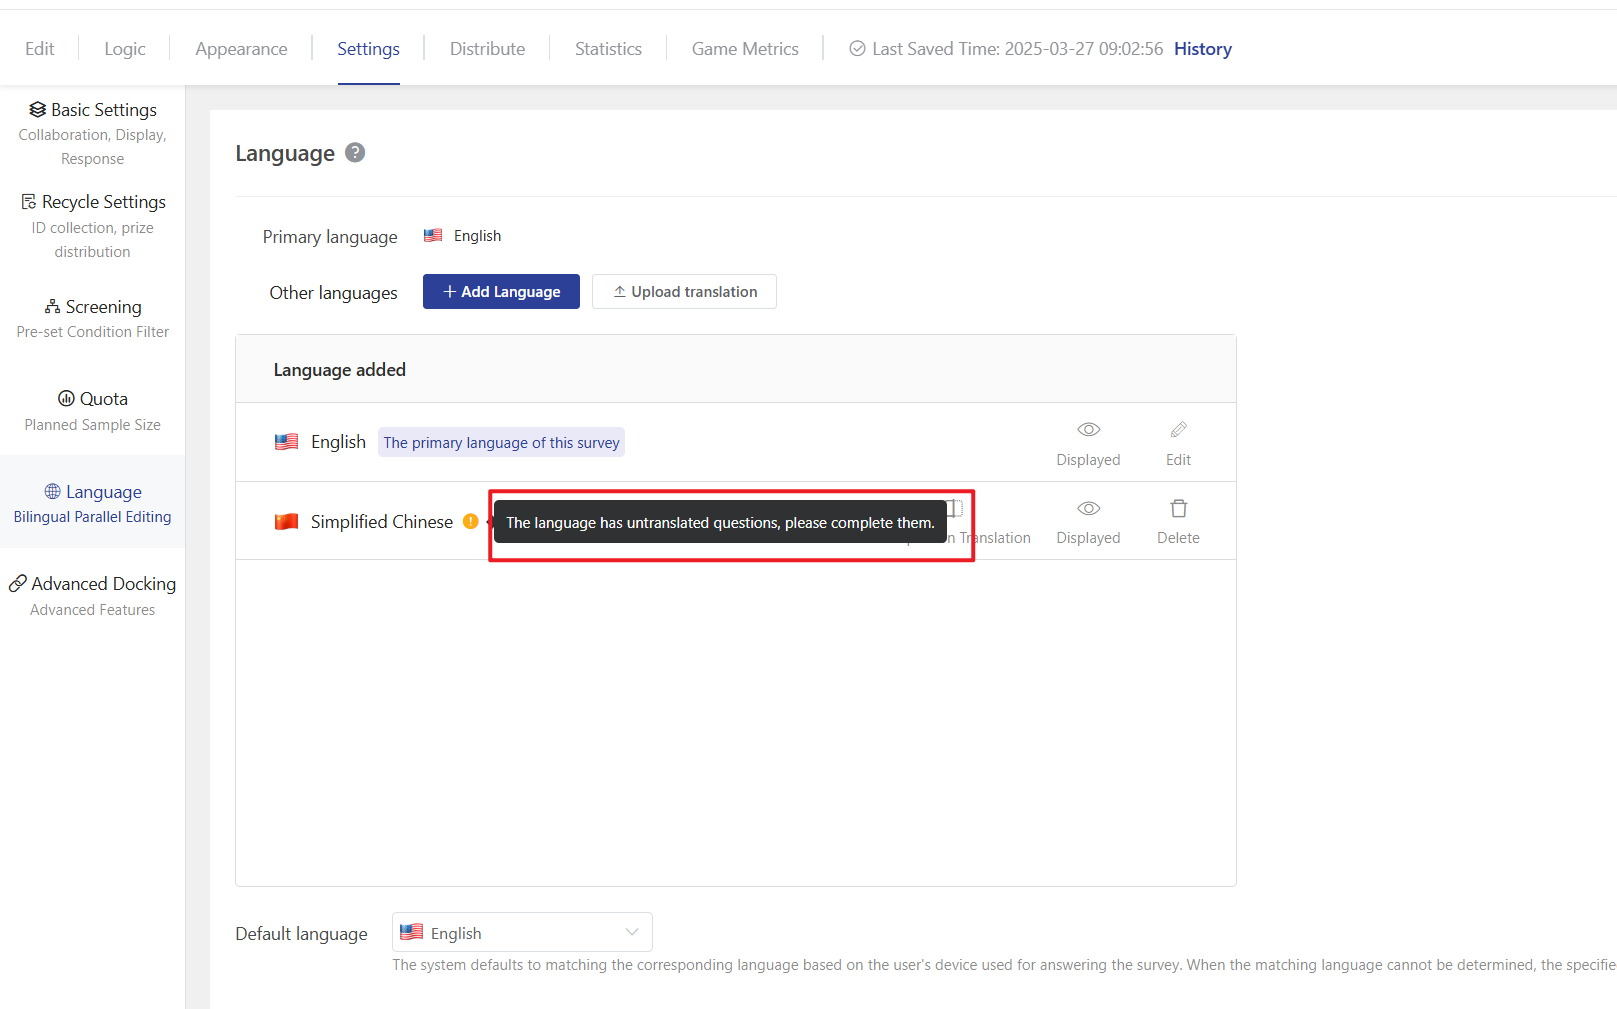 Edit Logic Appearance Settings Distribute Statistics Game Metrics Last Saved Time: 2025-03-27 09:02:56 History
Basic Settings
Collaboration, Display,
Response
Recycle Settings
ID collection, prize
distribution
Screening
Pre-set Condition Filter
Quota
Planned Sample Size
Language
Bilingual Parallel Editing
Advanced Docking
Advanced Features
Language ?
Primary language English
Other languages + Add Language Upload translation
Language added
English The primary language of this survey Displayed Edit
Simplified Chinese The language has untranslated questions, please complete them. Translation Displayed Delete
Default language English
The system defaults to matching the corresponding language based on the user's device used for answering the survey. When the matching language cannot be determined, the